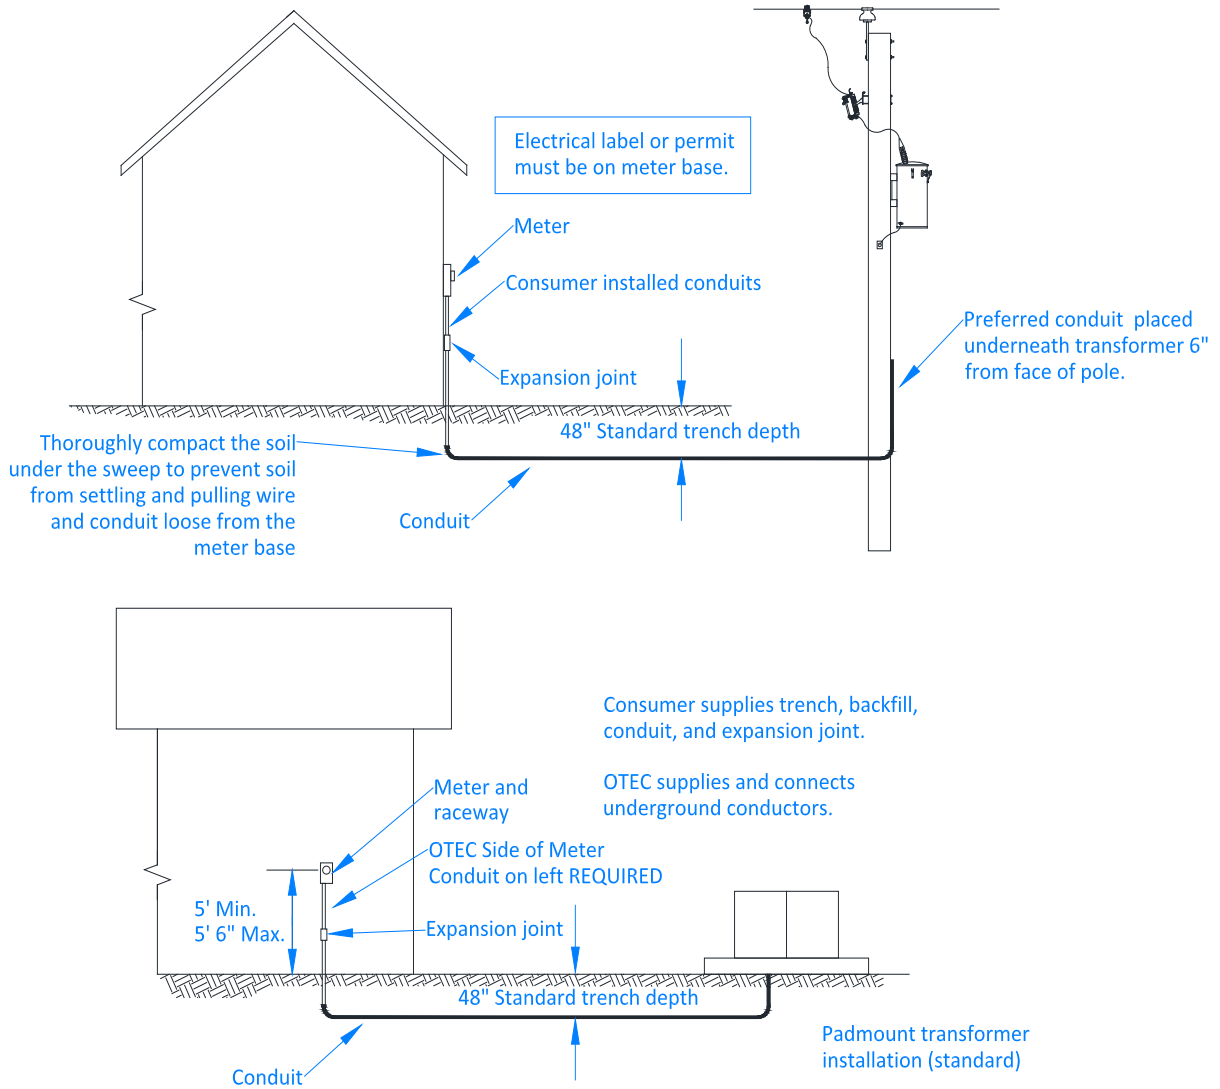 Electrical label or permit
must be on meter base.
Meter
Consumer installed conduits
Preferred conduit placed
underneath transformer 6"
from face of pole.
Expansion joint
48" Standard trench depth
Thoroughly compact the soil
under the sweep to prevent soil
from settling and pulling wire
and conduit loose from the
meter base
Conduit
Consumer supplies trench, backfill,
conduit, and expansion joint.
OTEC supplies and connects
underground conductors.
Meter and
raceway
OTEC Side of Meter
Conduit on left REQUIRED
5' Min.
5' 6" Max.
Expansion joint
48" Standard trench depth
Padmount transformer
installation (standard)
Conduit